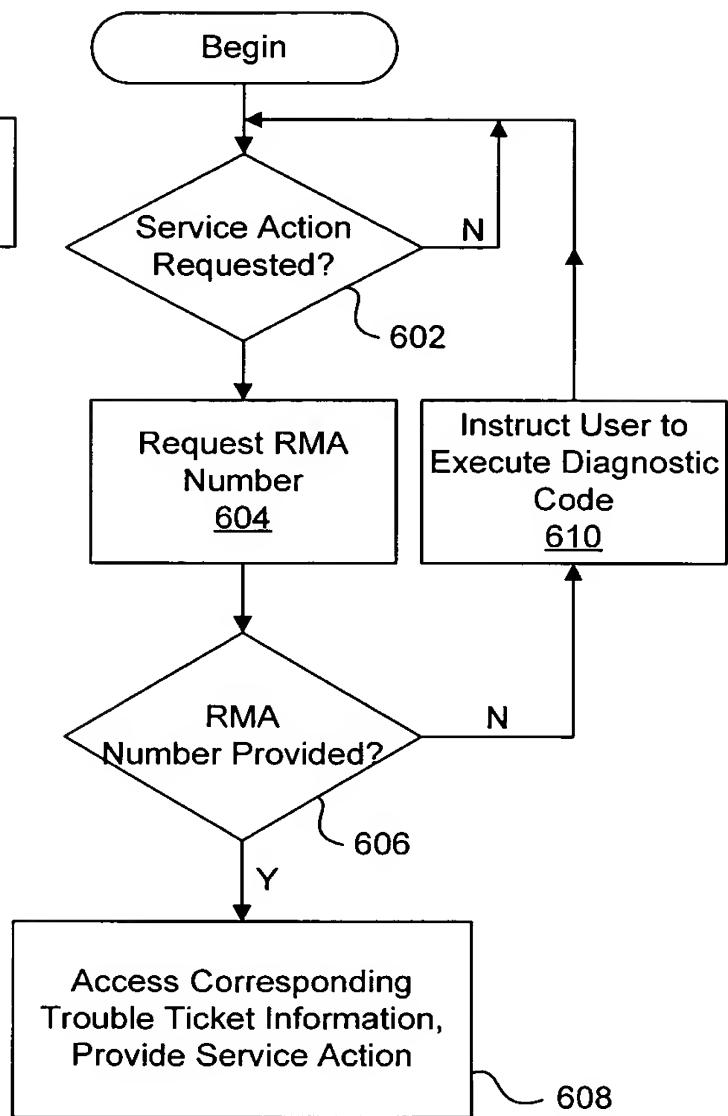 Begin
Service Action
Requested?
N
602
Request RMA
Number
604
Instruct User to
Execute Diagnostic
Code
610
RMA
Number Provided?
N
606
Y
Access Corresponding
Trouble Ticket Information,
Provide Service Action
608